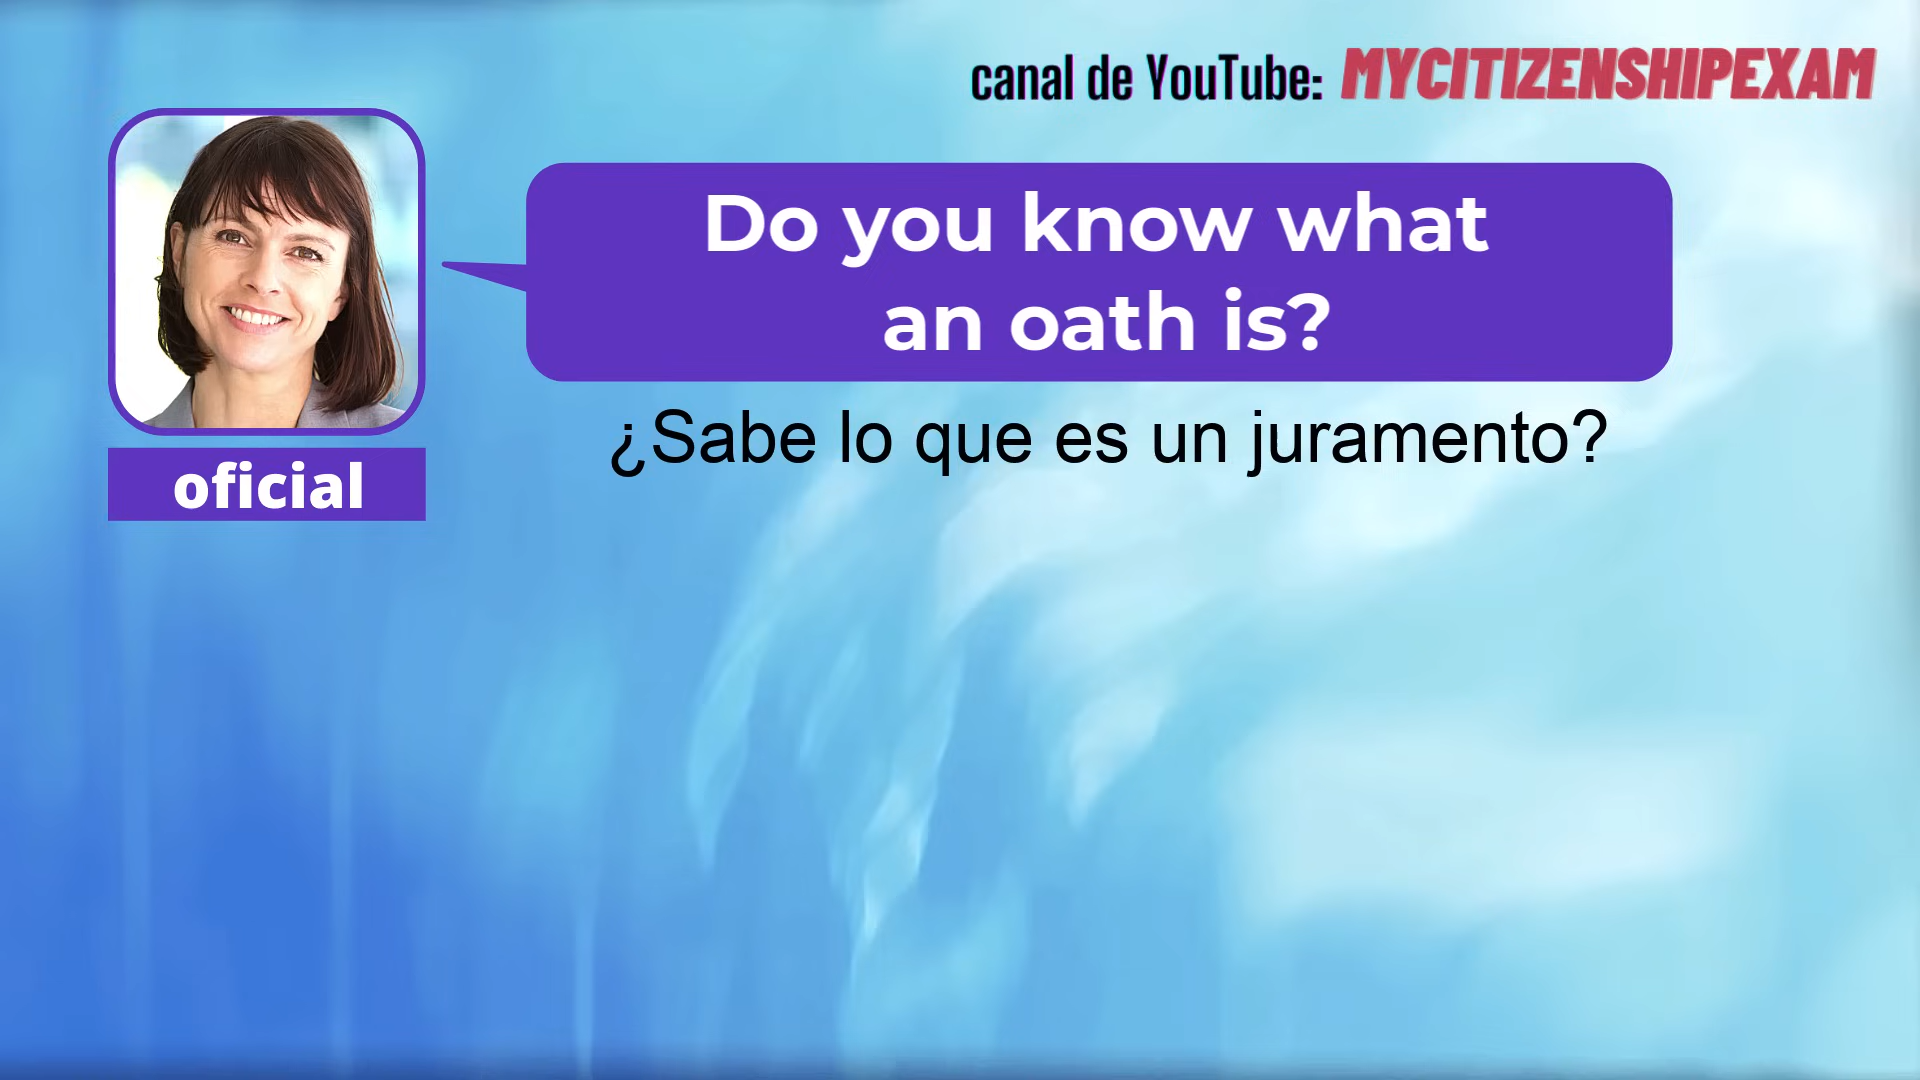 canal de YouTube: MYCITIZENSHIPEXAM
Do you know what
an oath is?
¿Sabe lo que es un juramento?
oficial